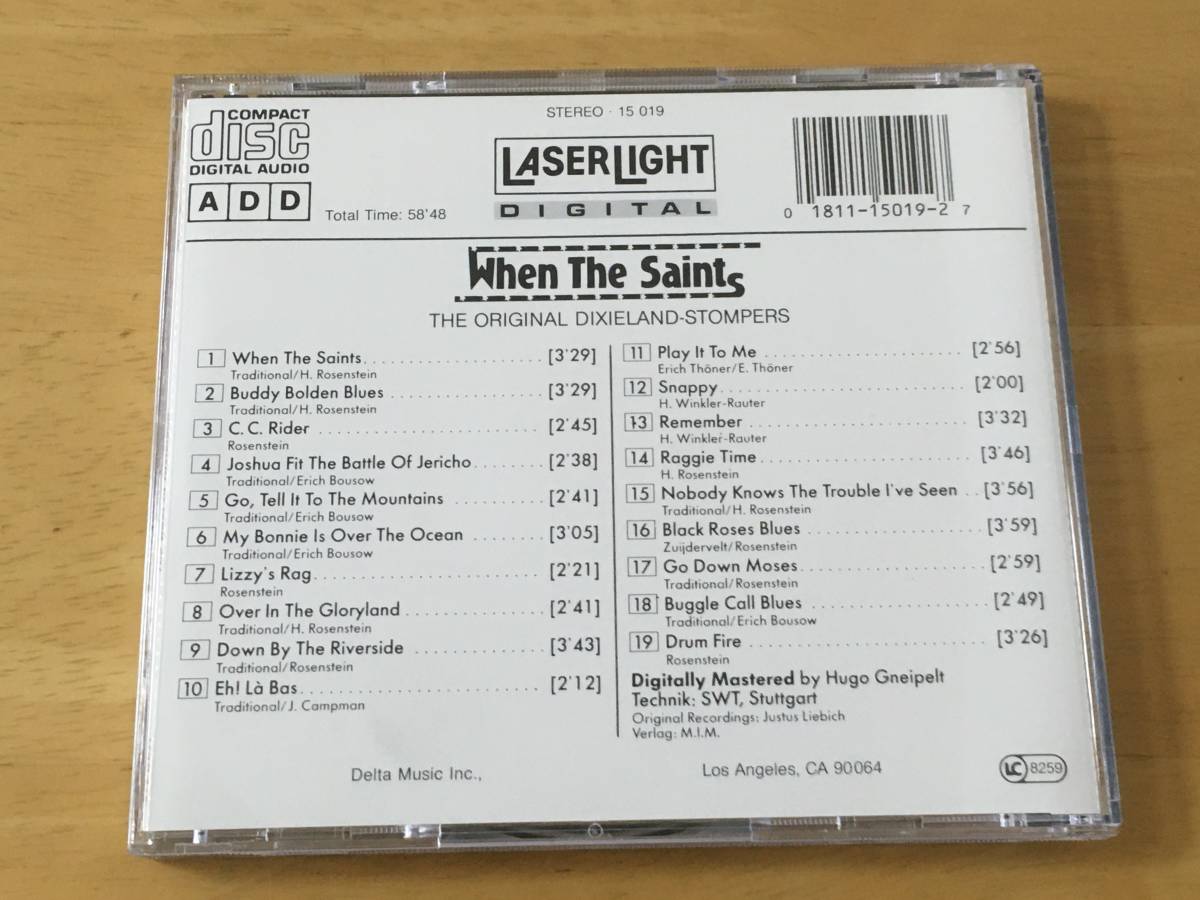 COMPACT
disc
DIGITAL AUDIO
A D D
Total Time: 58'48
STEREO · 15 019
LASERLIGHT
DIGITAL
0 1811-15019-2 7
When The Saints
THE ORIGINAL DIXIELAND-STOMPERS
1 When The Saints [3'29]
Traditional/H. Rosenstein
2 Buddy Bolden Blues [3'29]
Traditional/H. Rosenstein
3 C. C. Rider [2'45]
Rosenstein
4 Joshua Fit The Battle Of Jericho [2'38]
Traditional/Erich Bousow
5 Go, Tell It To The Mountains [2'41]
Traditional/Erich Bousow
6 My Bonnie Is Over The Ocean [3'05]
Traditional/Erich Bousow
7 Lizzy's Rag [2'21]
Rosenstein
8 Over In The Gloryland [2'41]
Traditional/H. Rosenstein
9 Down By The Riverside [3'43]
Traditional/Rosenstein
10 Eh! Là Bas [2'12]
Traditional/J. Campman
11 Play It To Me [2'56]
Erich Thöner/E. Thöner
12 Snappy [2'00]
H. Winkler-Rauter
13 Remember [3'32]
H. Winkler-Rauter
14 Raggie Time [3'46]
H. Rosenstein
15 Nobody Knows The Trouble I've Seen [3'56]
Traditional/H. Rosenstein
16 Black Roses Blues [3'59]
Zuijdervelt/Rosenstein
17 Go Down Moses [2'59]
Traditional/Rosenstein
18 Buggle Call Blues [2'49]
Traditional/Erich Bousow
19 Drum Fire [3'26]
Rosenstein
Digitally Mastered by Hugo Gneipelt
Technik: SWT, Stuttgart
Original Recordings: Justus Liebich
Verlag: M.I.M.
Delta Music Inc., Los Angeles, CA 90064
LC 8259